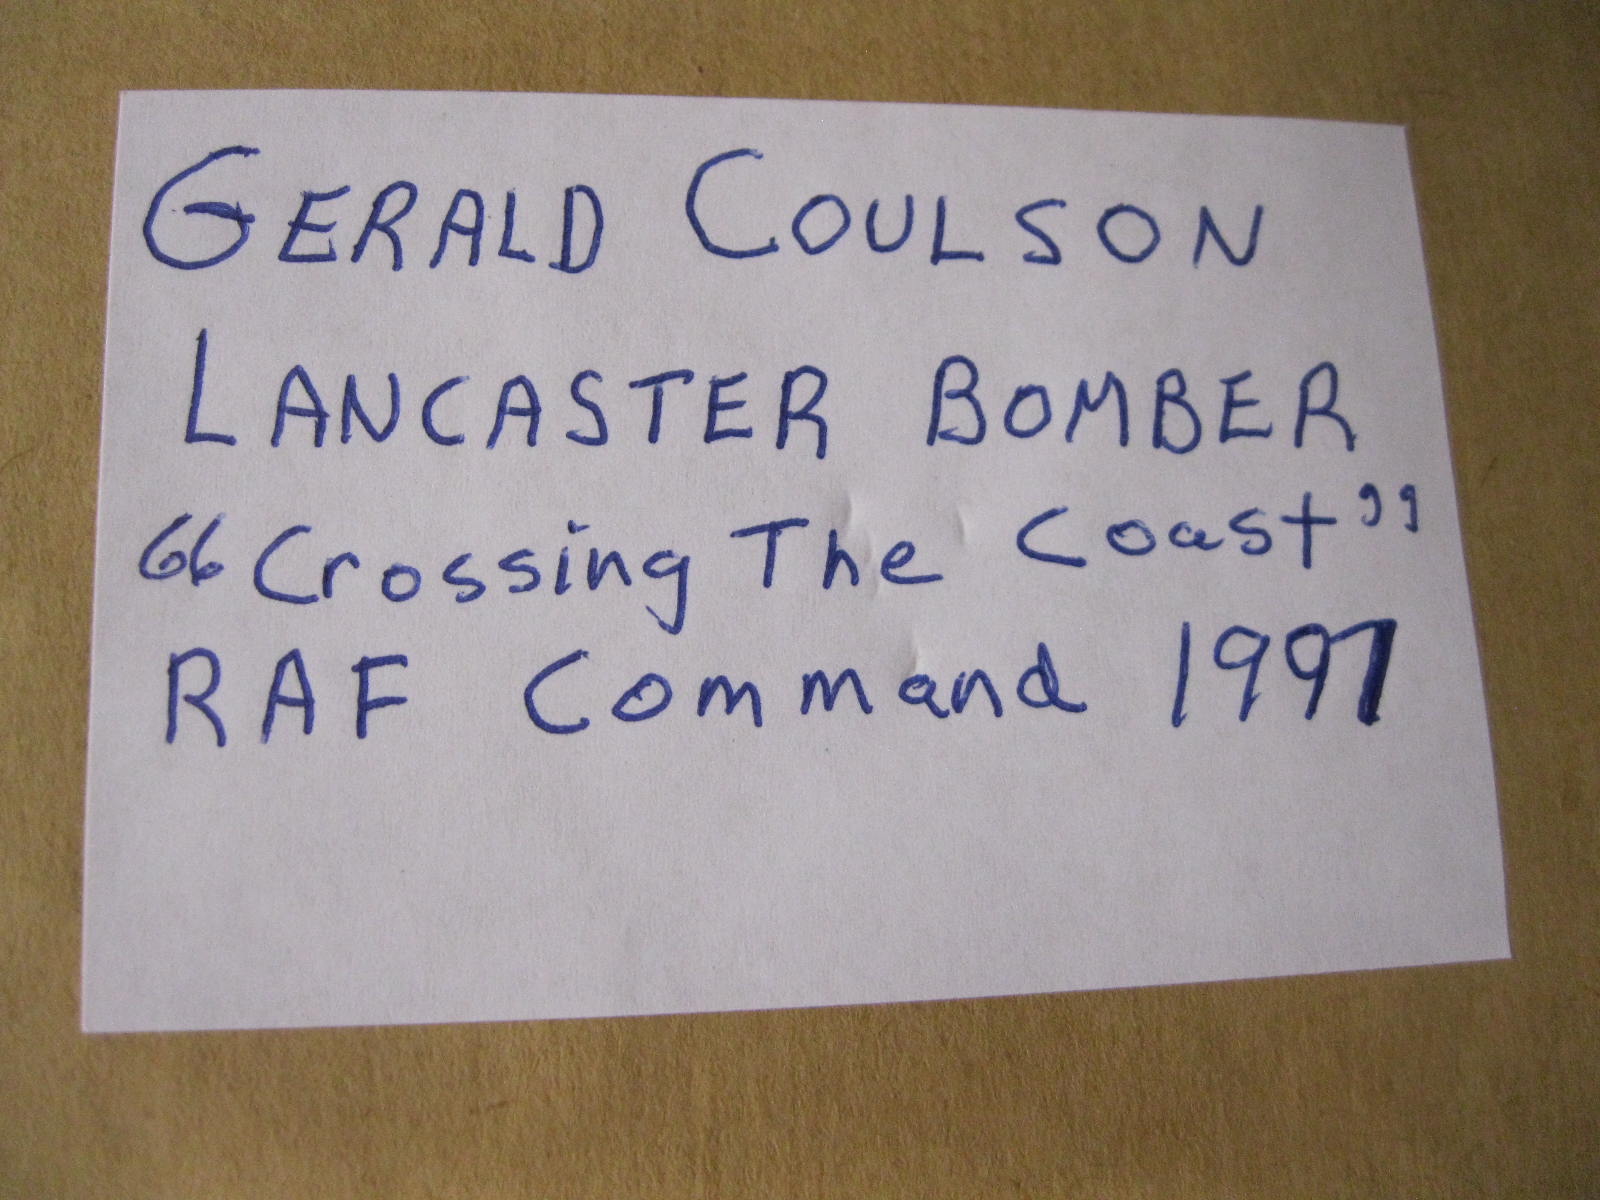 GERALD COULSON
LANCASTER BOMBER
“Crossing The Coast”
RAF Command 1997